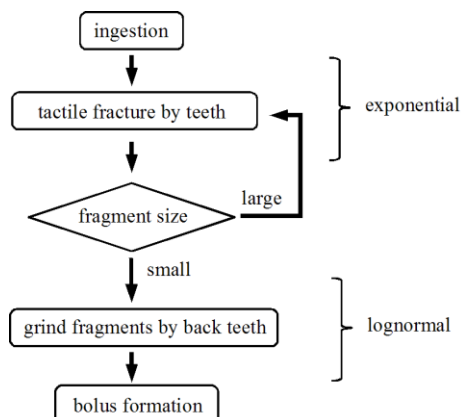 ingestion
tactile fracture by teeth
exponential
large
fragment size
small
grind fragments by back teeth
lognormal
bolus formation